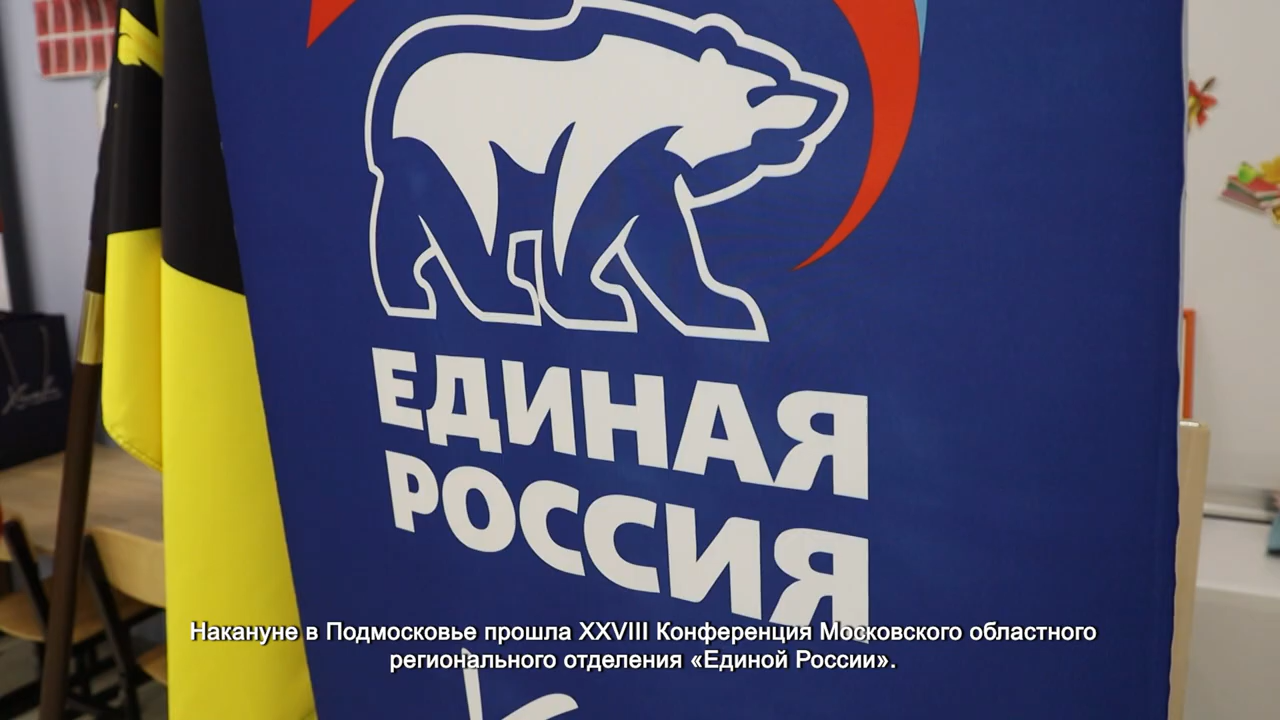 ЕДИНАЯ
РОССИЯ
Накануне в Подмосковье прошла XXVIII Конференция Московского областного
регионального отделения «Единой России».